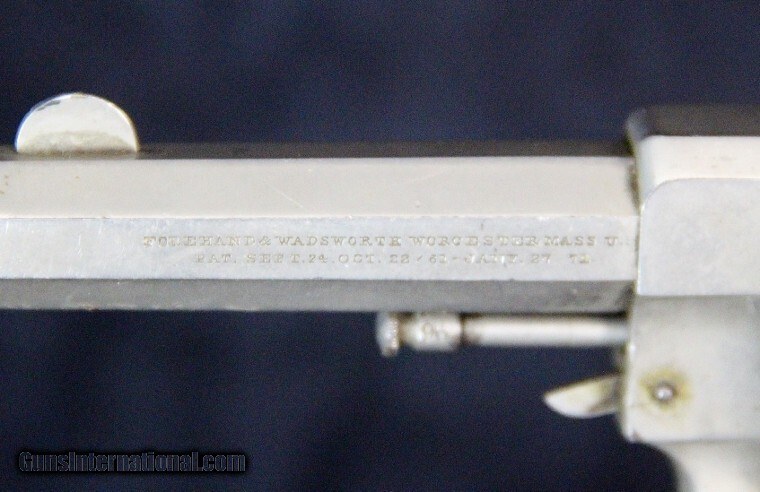 FOREHAND & WADSWORTH WORCESTER MASS U.
PAT. SEPT. 24. OCT. 22 - 61 - JAN'Y. 27 71.
GunsInternational.com